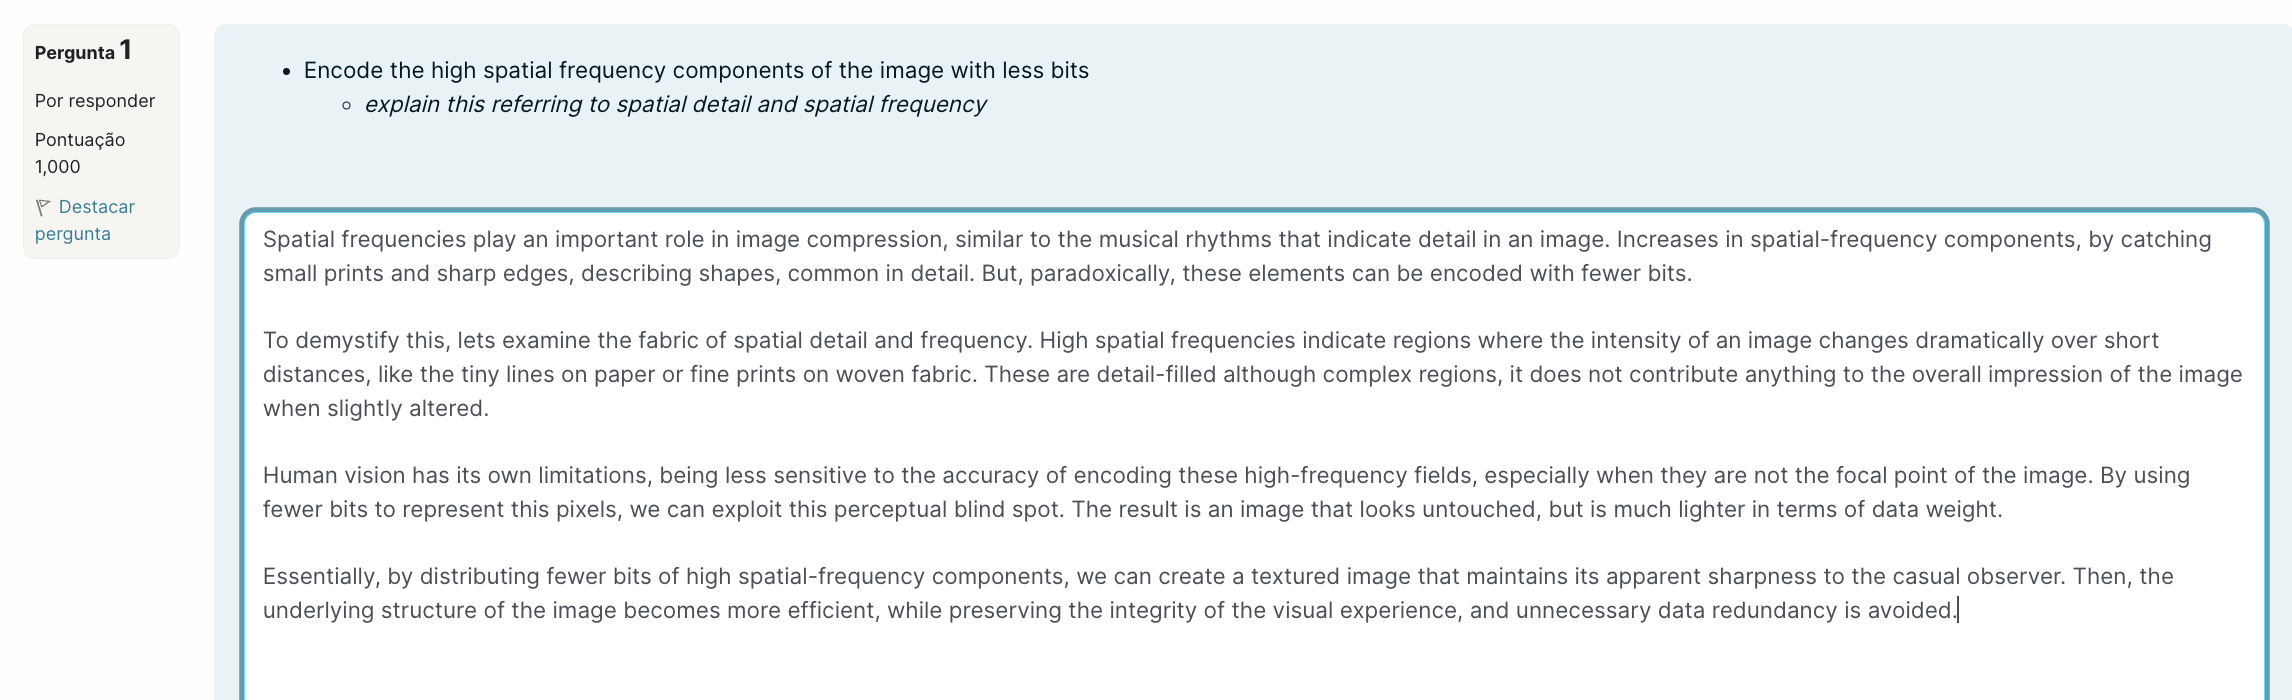 Pergunta 1
Por responder
Pontuação
1,000
Destacar
pergunta
Encode the high spatial frequency components of the image with less bits
explain this referring to spatial detail and spatial frequency
Spatial frequencies play an important role in image compression, similar to the musical rhythms that indicate detail in an image. Increases in spatial-frequency components, by catching
small prints and sharp edges, describing shapes, common in detail. But, paradoxically, these elements can be encoded with fewer bits.
To demystify this, lets examine the fabric of spatial detail and frequency. High spatial frequencies indicate regions where the intensity of an image changes dramatically over short
distances, like the tiny lines on paper or fine prints on woven fabric. These are detail-filled although complex regions, it does not contribute anything to the overall impression of the image
when slightly altered.
Human vision has its own limitations, being less sensitive to the accuracy of encoding these high-frequency fields, especially when they are not the focal point of the image. By using
fewer bits to represent this pixels, we can exploit this perceptual blind spot. The result is an image that looks untouched, but is much lighter in terms of data weight.
Essentially, by distributing fewer bits of high spatial-frequency components, we can create a textured image that maintains its apparent sharpness to the casual observer. Then, the
underlying structure of the image becomes more efficient, while preserving the integrity of the visual experience, and unnecessary data redundancy is avoided.